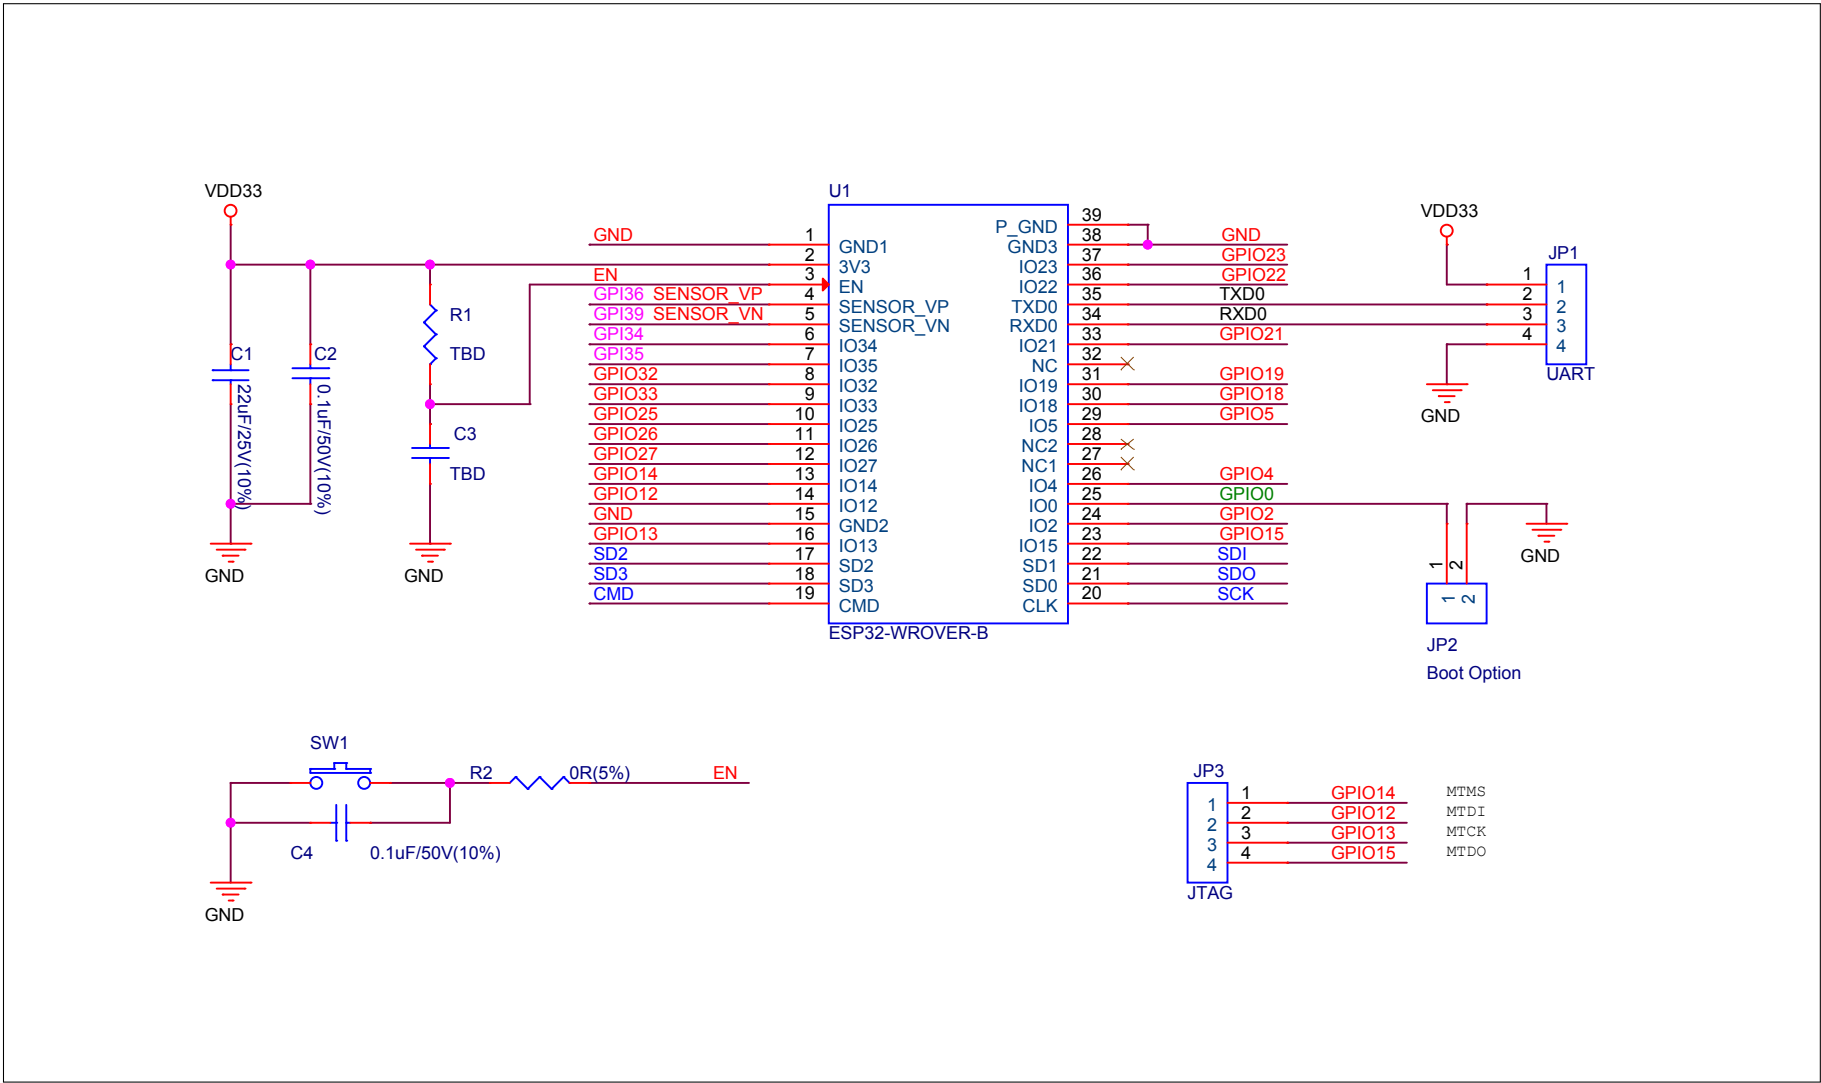 VDD33
C1
22uF/25V(10%)
C2
0.1uF/50V(10%)
GND
R1
TBD
C3
TBD
GND
U1
GND 1 GND1
2 3V3
EN 3 EN
GPI36 SENSOR_VP 4 SENSOR_VP
GPI39 SENSOR_VN 5 SENSOR_VN
GPI34 6 IO34
GPI35 7 IO35
GPIO32 8 IO32
GPIO33 9 IO33
GPIO25 10 IO25
GPIO26 11 IO26
GPIO27 12 IO27
GPIO14 13 IO14
GPIO12 14 IO12
GND 15 GND2
GPIO13 16 IO13
SD2 17 SD2
SD3 18 SD3
CMD 19 CMD
P_GND 39
GND3 38 GND
IO23 37 GPIO23
IO22 36 GPIO22
TXD0 35 TXD0
RXD0 34 RXD0
IO21 33 GPIO21
NC 32
IO19 31 GPIO19
IO18 30 GPIO18
IO5 29 GPIO5
NC2 28
NC1 27
IO4 26 GPIO4
IO0 25 GPIO0
IO2 24 GPIO2
IO15 23 GPIO15
SD1 22 SDI
SD0 21 SDO
CLK 20 SCK
ESP32-WROVER-B
VDD33
JP1
1 1
2 2
3 3
4 4
UART
GND
GND
1 2
1 2
JP2
Boot Option
SW1
R2 0R(5%) EN
C4 0.1uF/50V(10%)
GND
JP3
1 1 GPIO14 MTMS
2 2 GPIO12 MTDI
3 3 GPIO13 MTCK
4 4 GPIO15 MTDO
JTAG